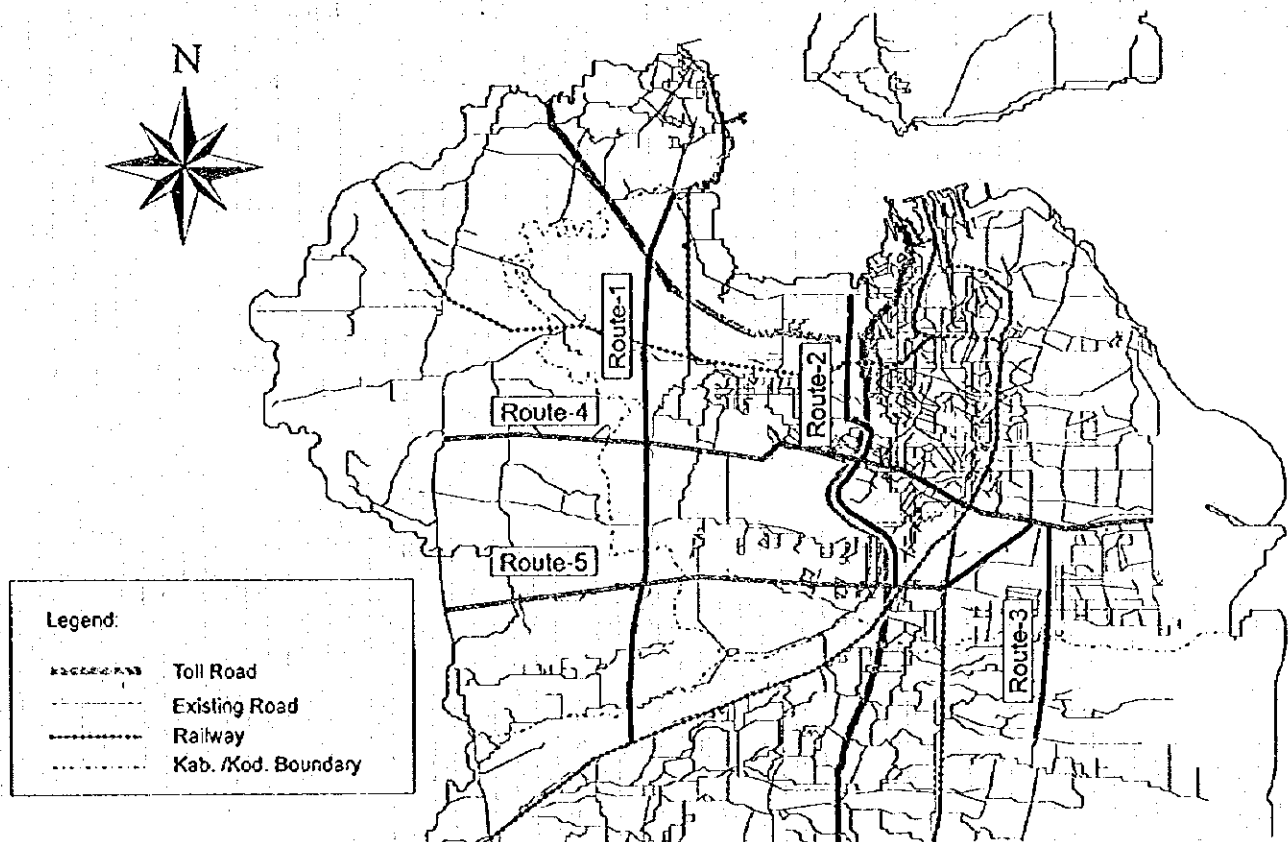 N
Route-1
Route-2
Route-4
Route-5
Route-3
Legend:
Toll Road
Existing Road
Railway
Kab. /Kod. Boundary